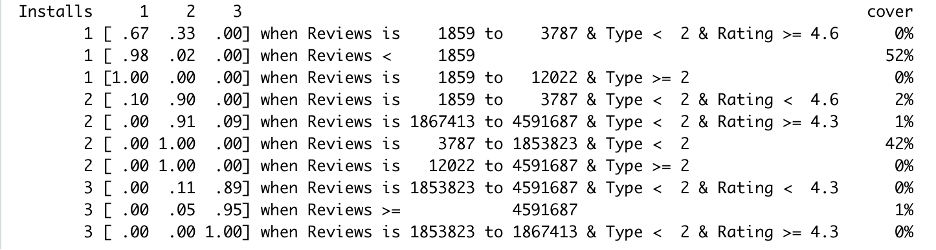 Installs    1    2    3                                                                      cover
       1 [ .67  .33  .00] when Reviews is    1859 to    3787 & Type <  2 & Rating >= 4.6    0%
       1 [ .98  .02  .00] when Reviews <     1859                                          52%
       1 [1.00  .00  .00] when Reviews is    1859 to   12022 & Type >= 2                    0%
       2 [ .10  .90  .00] when Reviews is    1859 to    3787 & Type <  2 & Rating <  4.6    2%
       2 [ .00  .91  .09] when Reviews is 1867413 to 4591687 & Type <  2 & Rating >= 4.3    1%
       2 [ .00 1.00  .00] when Reviews is    3787 to 1853823 & Type <  2                   42%
       2 [ .00 1.00  .00] when Reviews is   12022 to 4591687 & Type >= 2                    0%
       3 [ .00  .11  .89] when Reviews is 1853823 to 4591687 & Type <  2 & Rating <  4.3    0%
       3 [ .00  .05  .95] when Reviews >=            4591687                                1%
       3 [ .00  .00 1.00] when Reviews is 1853823 to 1867413 & Type <  2 & Rating >= 4.3    0%